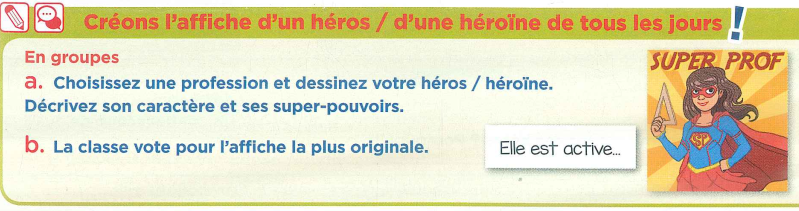 Créons l'affiche d'un héros / d'une héroïne de tous les jours !
En groupes
a. Choisissez une profession et dessinez votre héros / héroïne.
Décrivez son caractère et ses super-pouvoirs.
b. La classe vote pour l'affiche la plus originale.
Elle est active...
SUPER PROF
SP